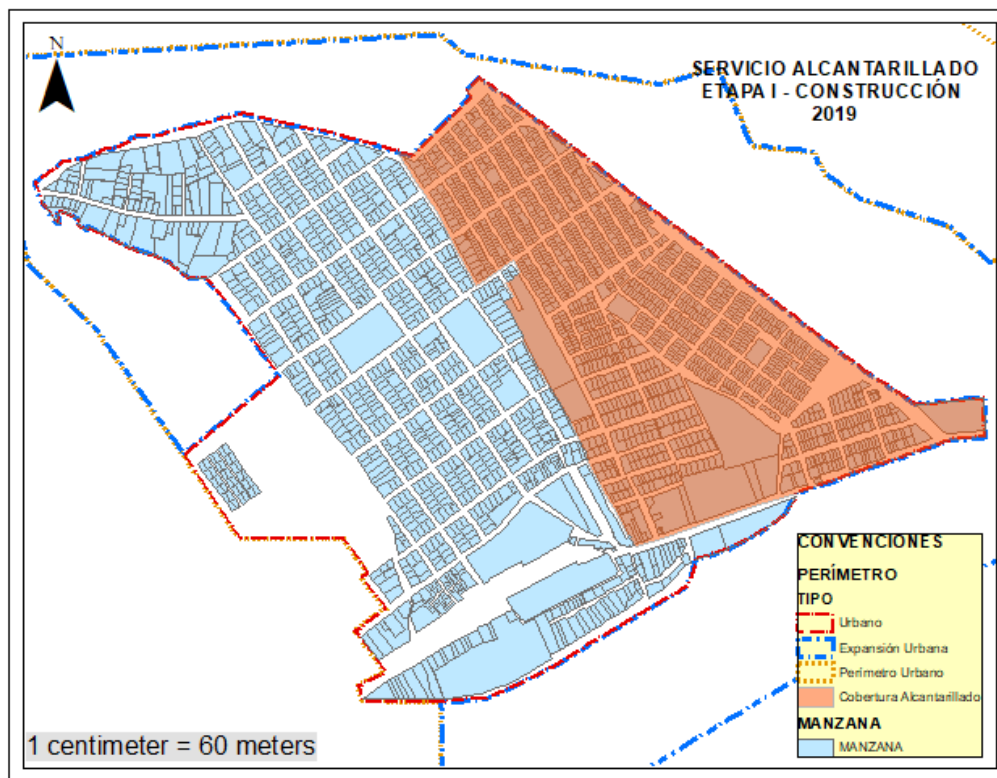 N
SERVICIO ALCANTARILLADO
ETAPA I - CONSTRUCCIÓN
2019
CONVENCIONES
PERÍMETRO
TIPO
Urbano
Expansión Urbana
Perímetro Urbano
Cobertura Alcantarillado
MANZANA
MANZANA
1 centimeter = 60 meters